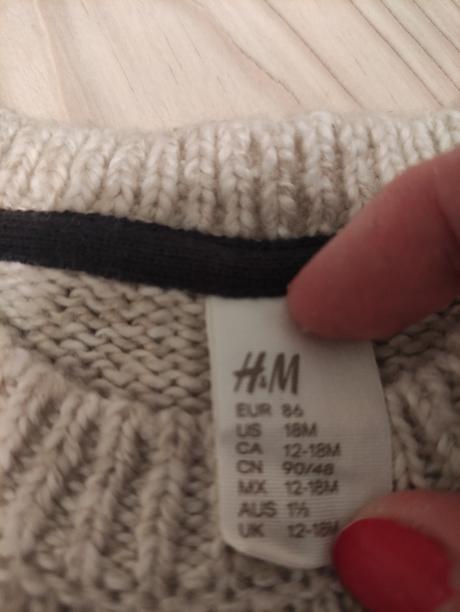 H&M
EUR 86
US 18M
CA 12-18M
CN 90/48
MX 12-18M
AUS 1½
UK 12-18M